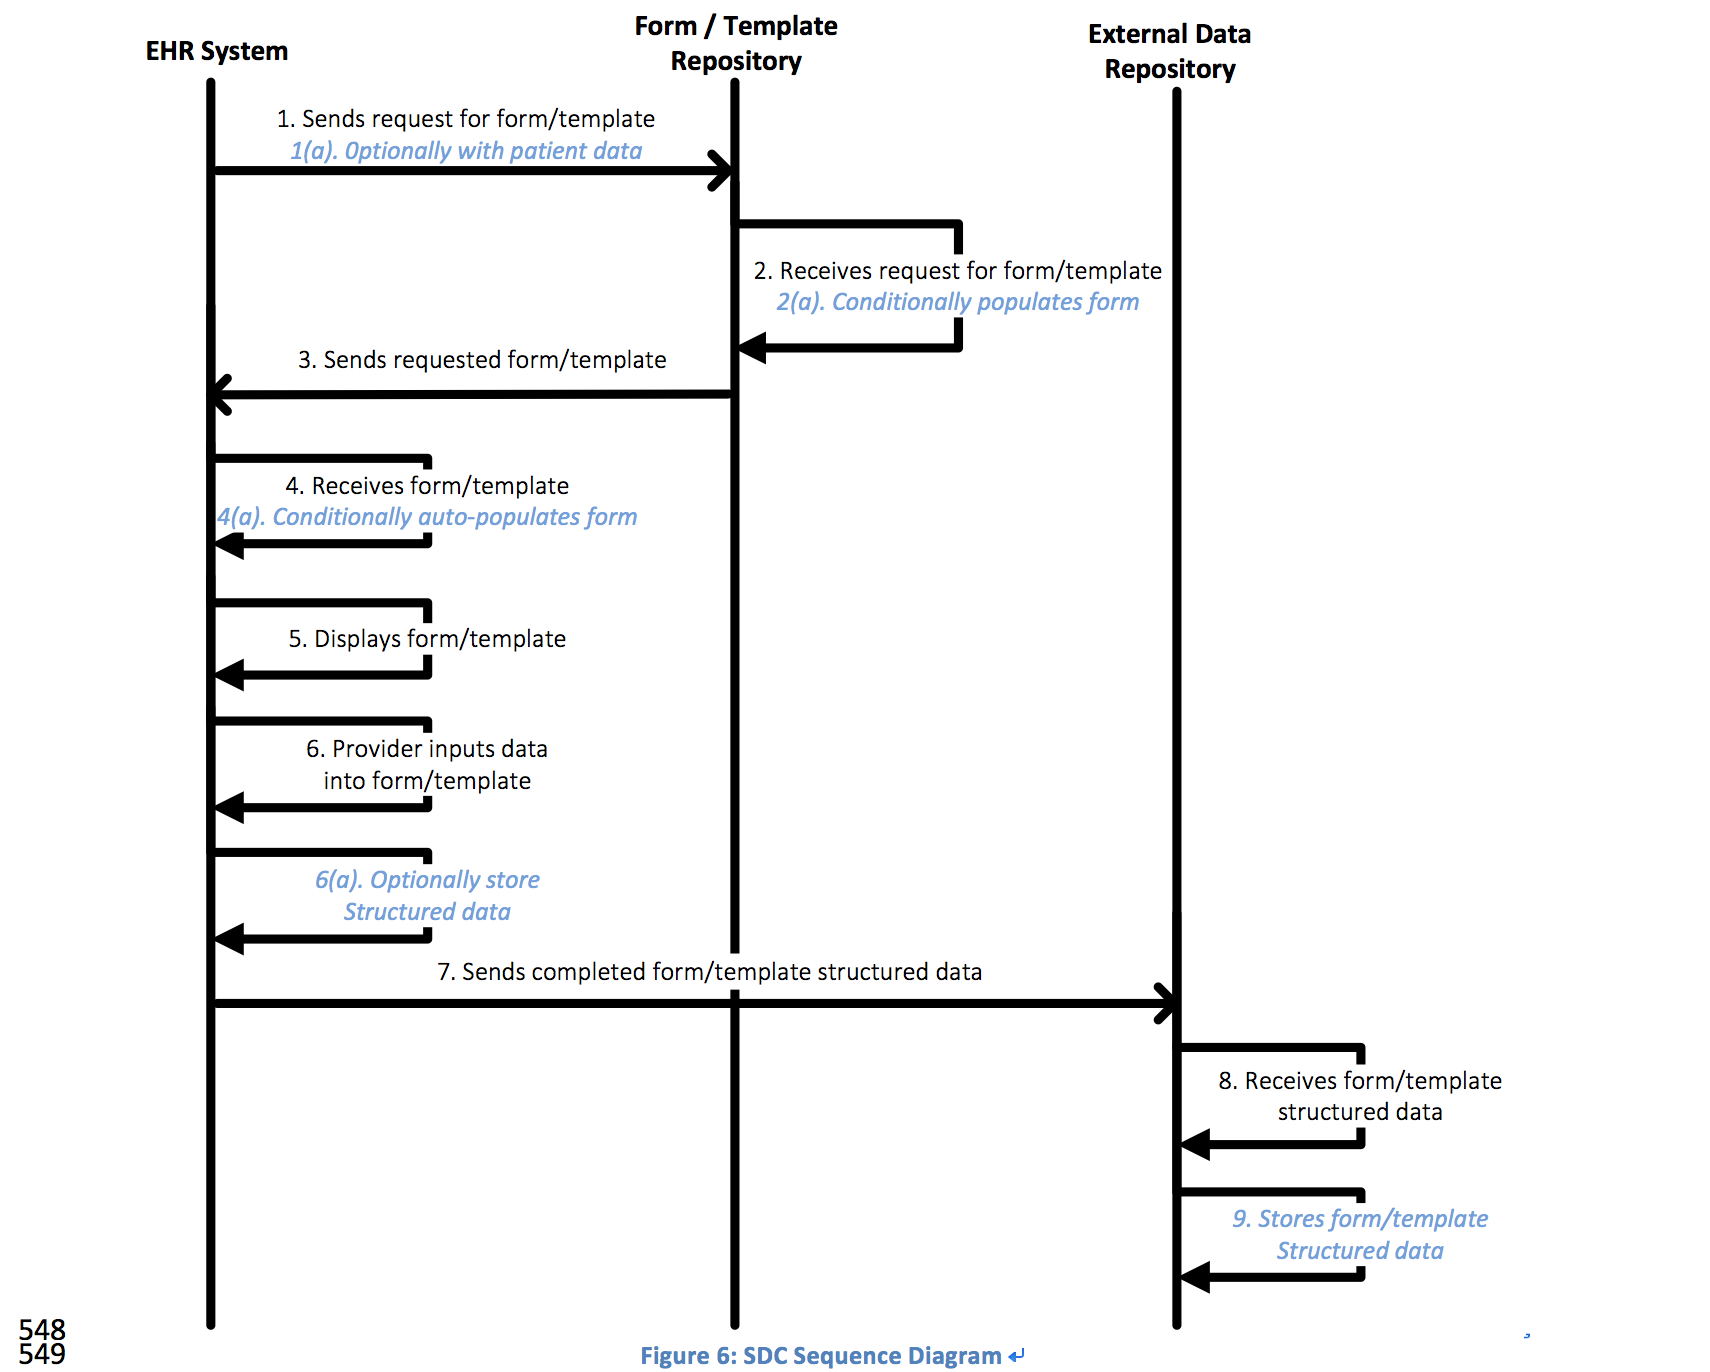 EHR System
Form / Template
Repository
External Data
Repository
1. Sends request for form/template
1(a). 0ptionally with patient data
2. Receives request for form/template
2(a). Conditionally populates form
3. Sends requested form/template
4. Receives form/template
4(a). Conditionally auto-populates form
5. Displays form/template
6. Provider inputs data
into form/template
6(a). Optionally store
Structured data
7. Sends completed form/template structured data
8. Receives form/template
structured data
9. Stores form/template
Structured data
548
549
Figure 6: SDC Sequence Diagram